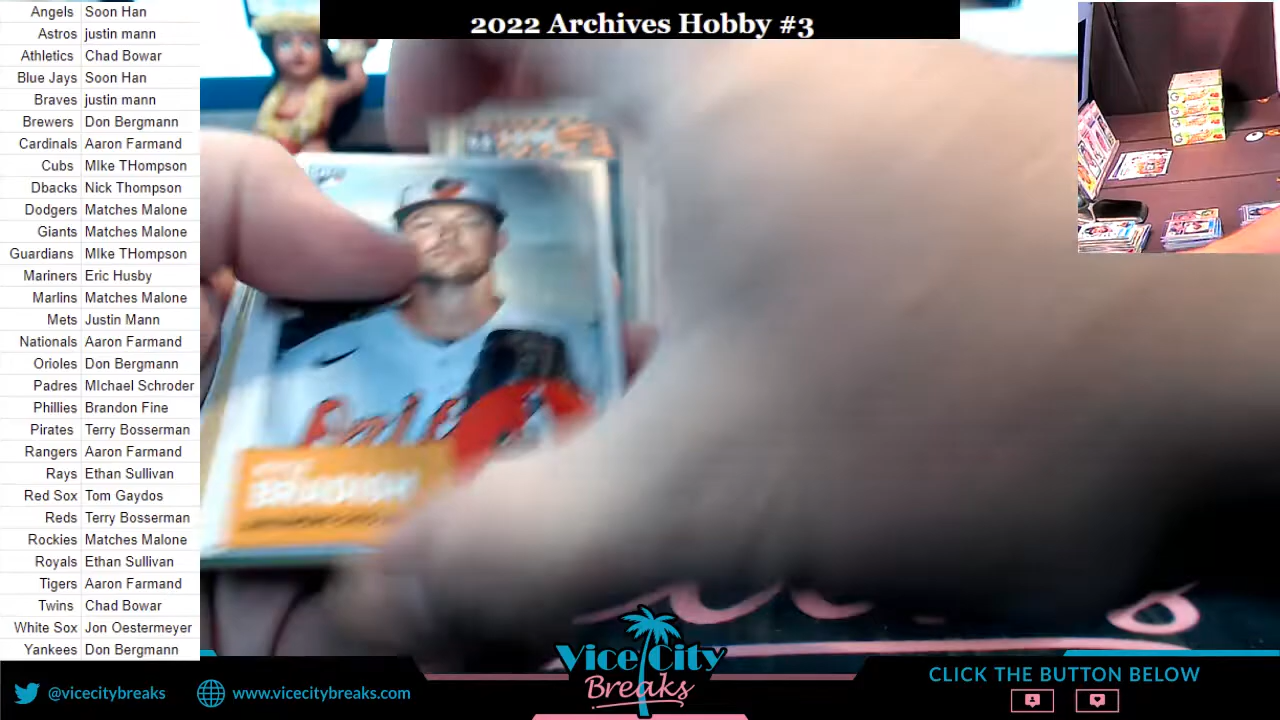 2022 Archives Hobby #3
Angels Soon Han
Astros justin mann
Athletics Chad Bowar
Blue Jays Soon Han
Braves justin mann
Brewers Don Bergmann
Cardinals Aaron Farmand
Cubs MIke THompson
Dbacks Nick Thompson
Dodgers Matches Malone
Giants Matches Malone
Guardians MIke THompson
Mariners Eric Husby
Marlins Matches Malone
Mets Justin Mann
Nationals Aaron Farmand
Orioles Don Bergmann
Padres MIchael Schroder
Phillies Brandon Fine
Pirates Terry Bosserman
Rangers Aaron Farmand
Rays Ethan Sullivan
Red Sox Tom Gaydos
Reds Terry Bosserman
Rockies Matches Malone
Royals Ethan Sullivan
Tigers Aaron Farmand
Twins Chad Bowar
White Sox Jon Oestermeyer
Yankees Don Bergmann
BRADISH
Vice City
Breaks
@vicecitybreaks
www.vicecitybreaks.com
CLICK THE BUTTON BELOW